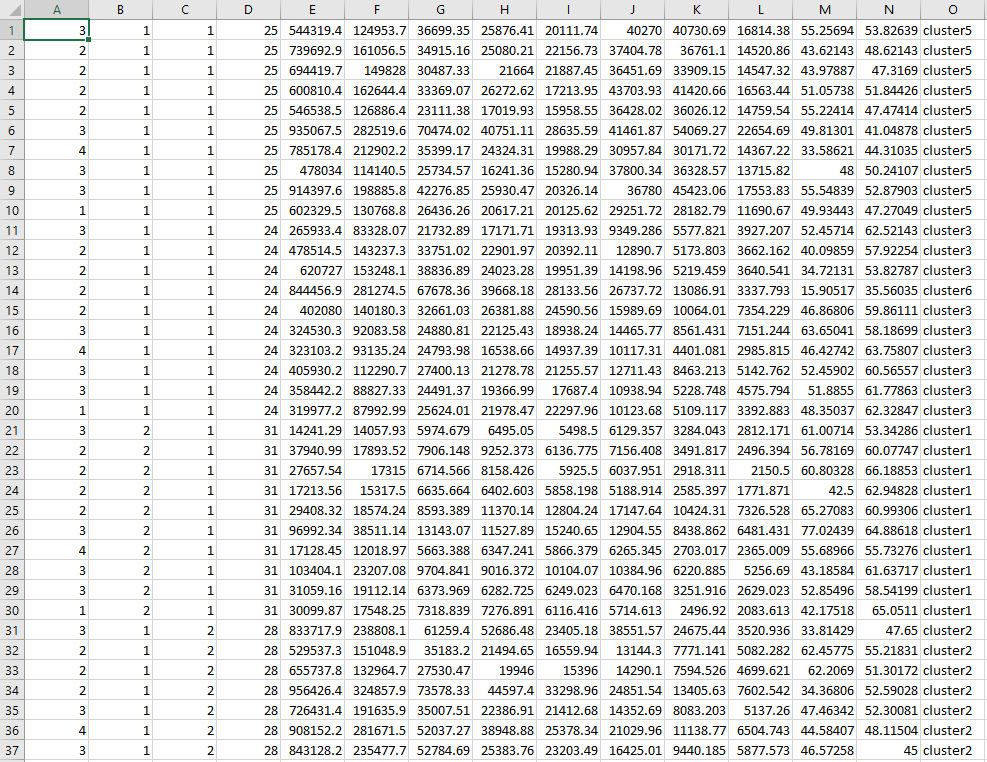 A B C D E F G H I J K L M N O
1 3 1 1 25 544319.4 124953.7 36699.35 25876.41 20111.74 40270 40730.69 16814.38 55.25694 53.82639 cluster5
2 2 1 1 25 739692.9 161056.5 34915.16 25080.21 22156.73 37404.78 36761.1 14520.86 43.62143 48.62143 cluster5
3 2 1 1 25 694419.7 149828 30487.33 21664 21887.45 36451.69 33909.15 14547.32 43.97887 47.3169 cluster5
4 2 1 1 25 600810.4 162644.4 33369.07 26272.62 17213.95 43703.93 41420.66 16563.44 51.05738 51.84426 cluster5
5 2 1 1 25 546538.5 126886.4 23111.38 17019.93 15958.55 36428.02 36026.12 14759.54 55.22414 47.47414 cluster5
6 3 1 1 25 935067.5 282519.6 70474.02 40751.11 28635.59 41461.87 54069.27 22654.69 49.81301 41.04878 cluster5
7 4 1 1 25 785178.4 212902.2 35399.17 24324.31 19988.29 30957.84 30171.72 14367.22 33.58621 44.31035 cluster5
8 3 1 1 25 478034 114140.5 25734.57 16241.36 15280.94 37800.34 36328.57 13715.82 48 50.24107 cluster5
9 3 1 1 25 914397.6 198885.8 42276.85 25930.47 20326.14 36780 45423.06 17553.83 55.54839 52.87903 cluster5
10 1 1 1 25 602329.5 130768.8 26436.26 20617.21 20125.62 29251.72 28182.79 11690.67 49.93443 47.27049 cluster5
11 3 1 1 24 265933.4 83328.07 21732.89 17171.71 19313.93 9349.286 5577.821 3927.207 52.45714 62.52143 cluster3
12 2 1 1 24 478514.5 143237.3 33751.02 22901.97 20392.11 12890.7 5173.803 3662.162 40.09859 57.92254 cluster3
13 2 1 1 24 620727 153248.1 38836.89 24023.28 19951.39 14198.96 5219.459 3640.541 34.72131 53.82787 cluster3
14 2 1 1 24 844456.9 281274.5 67678.36 39668.18 28133.56 26737.72 13086.91 3337.793 15.90517 35.56035 cluster6
15 2 1 1 24 402080 140180.3 32661.03 26381.88 24590.56 15989.69 10064.01 7354.229 46.86806 59.86111 cluster3
16 3 1 1 24 324530.3 92083.58 24880.81 22125.43 18938.24 14465.77 8561.431 7151.244 63.65041 58.18699 cluster3
17 4 1 1 24 323103.2 93135.24 24793.98 16538.66 14937.39 10117.31 4401.081 2985.815 46.42742 63.75807 cluster3
18 3 1 1 24 405930.2 112290.7 27400.13 21278.78 21255.57 12711.43 8463.213 5142.762 52.45902 60.56557 cluster3
19 3 1 1 24 358442.2 88827.33 24491.37 19366.99 17687.4 10938.94 5228.748 4575.794 51.8855 61.77863 cluster3
20 1 1 1 24 319977.2 87992.99 25624.01 21978.47 22297.96 10123.68 5109.117 3392.883 48.35037 62.32847 cluster3
21 3 2 1 31 14241.29 14057.93 5974.679 6495.05 5498.5 6129.357 3284.043 2812.171 61.00714 53.34286 cluster1
22 2 2 1 31 37940.99 17893.52 7906.148 9252.373 6136.775 7156.408 3491.817 2496.394 56.78169 60.07747 cluster1
23 2 2 1 31 27657.54 17315 6714.566 8158.426 5925.5 6037.951 2918.311 2150.5 60.80328 66.18853 cluster1
24 2 2 1 31 17213.56 15317.5 6635.664 6402.603 5858.198 5188.914 2585.397 1771.871 42.5 62.94828 cluster1
25 2 2 1 31 29408.32 18574.24 8593.389 11370.14 12804.24 17147.64 10424.31 7326.528 65.27083 60.99306 cluster1
26 3 2 1 31 96992.34 38511.14 13143.07 11527.89 15240.65 12904.55 8438.862 6481.431 77.02439 64.88618 cluster1
27 4 2 1 31 17128.45 12018.97 5663.388 6347.241 5866.379 6265.345 2703.017 2365.009 55.68966 55.73276 cluster1
28 3 2 1 31 103404.1 23207.08 9704.841 9016.372 10104.07 10384.96 6220.885 5256.69 43.18584 61.63717 cluster1
29 3 2 1 31 31059.16 19112.14 6373.969 6282.725 6249.023 6470.168 3251.916 2629.023 52.85496 58.54199 cluster1
30 1 2 1 31 30099.87 17548.25 7318.839 7276.891 6116.416 5714.613 2496.92 2083.613 42.17518 65.0511 cluster1
31 3 1 2 28 833717.9 238808.1 61259.4 52686.48 23405.18 38551.57 24675.44 3520.936 33.81429 47.65 cluster2
32 2 1 2 28 529537.3 151048.9 35183.2 21494.65 16559.94 13144.3 7771.141 5082.282 62.45775 55.21831 cluster2
33 2 1 2 28 655737.8 132964.7 27530.47 19946 15396 14290.1 7594.526 4699.621 62.2069 51.30172 cluster2
34 2 1 2 28 956426.4 324857.9 73578.33 44597.4 33298.96 24851.54 13405.63 7602.542 34.36806 52.59028 cluster2
35 3 1 2 28 726431.4 191635.9 35007.51 22386.91 21412.68 14352.69 8083.203 5137.26 47.46342 52.30081 cluster2
36 4 1 2 28 908152.2 281671.5 52037.27 38948.88 25378.34 21029.96 11138.77 6504.743 44.58407 48.11504 cluster2
37 3 1 2 28 843128.2 235477.7 52784.69 25383.76 23203.49 16425.01 9440.185 5877.573 46.57258 45 cluster2